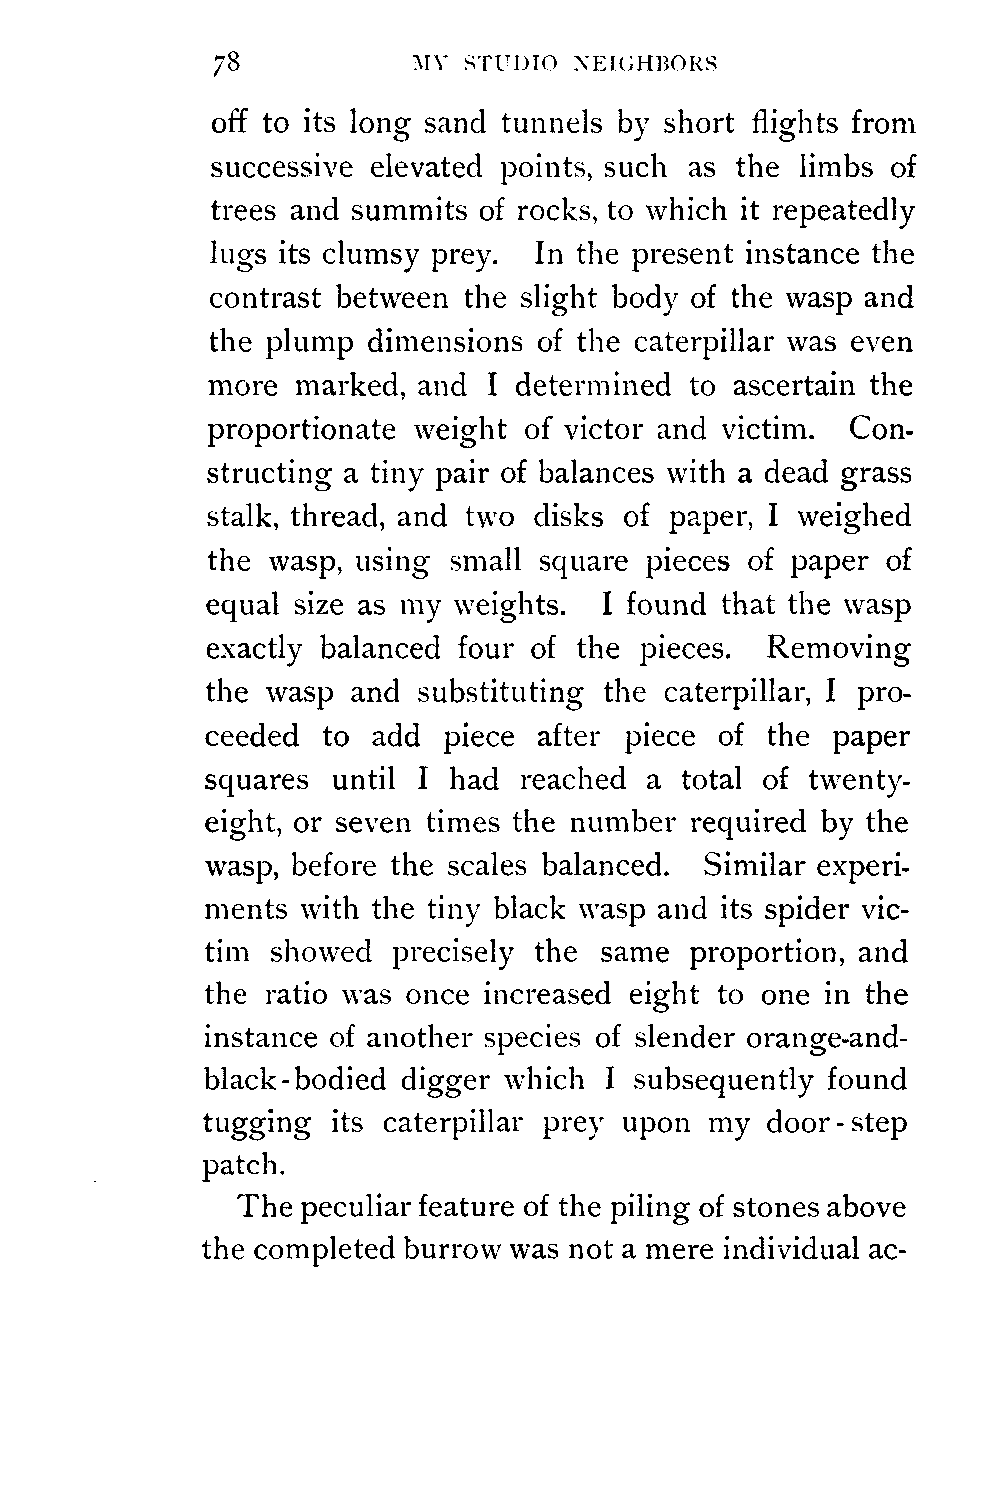 78 MY STUDIO NEIGHBORS
off to its long sand tunnels by short flights from
successive elevated points, such as the limbs of
trees and summits of rocks, to which it repeatedly
lugs its clumsy prey. In the present instance the
contrast between the slight body of the wasp and
the plump dimensions of the caterpillar was even
more marked, and I determined to ascertain the
proportionate weight of victor and victim. Con-
structing a tiny pair of balances with a dead grass
stalk, thread, and two disks of paper, I weighed
the wasp, using small square pieces of paper of
equal size as my weights. I found that the wasp
exactly balanced four of the pieces. Removing
the wasp and substituting the caterpillar, I pro-
ceeded to add piece after piece of the paper
squares until I had reached a total of twenty-
eight, or seven times the number required by the
wasp, before the scales balanced. Similar experi-
ments with the tiny black wasp and its spider vic-
tim showed precisely the same proportion, and
the ratio was once increased eight to one in the
instance of another species of slender orange-and-
black-bodied digger which I subsequently found
tugging its caterpillar prey upon my door-step
patch.
The peculiar feature of the piling of stones above
the completed burrow was not a mere individual ac-